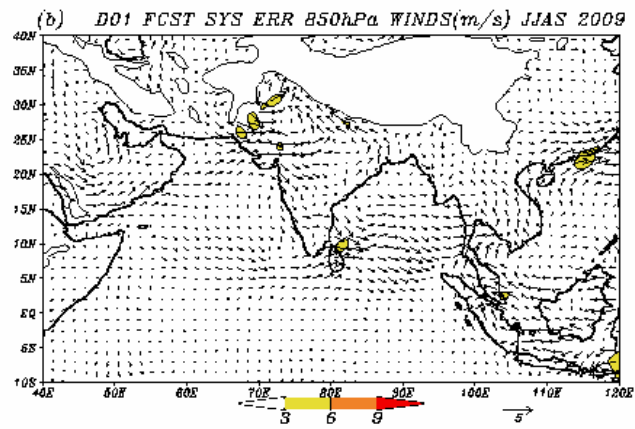 (b) D01 FCST SYS ERR 850hPa WINDS(m/s) JJAS 2009
40N
35N
30N
25N
20N
15N
10N
5N
EQ
5S
10S
40E 50E 60E 70E 80E 90E 100E 110E 120E
3 6 9
5